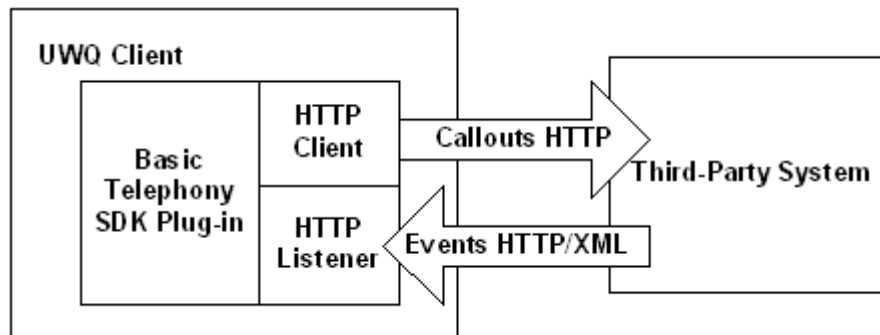 UWQ Client
Basic
Telephony
SDK Plug-in
HTTP
Client
HTTP
Listener
Callouts HTTP
Events HTTP/XML
Third-Party System